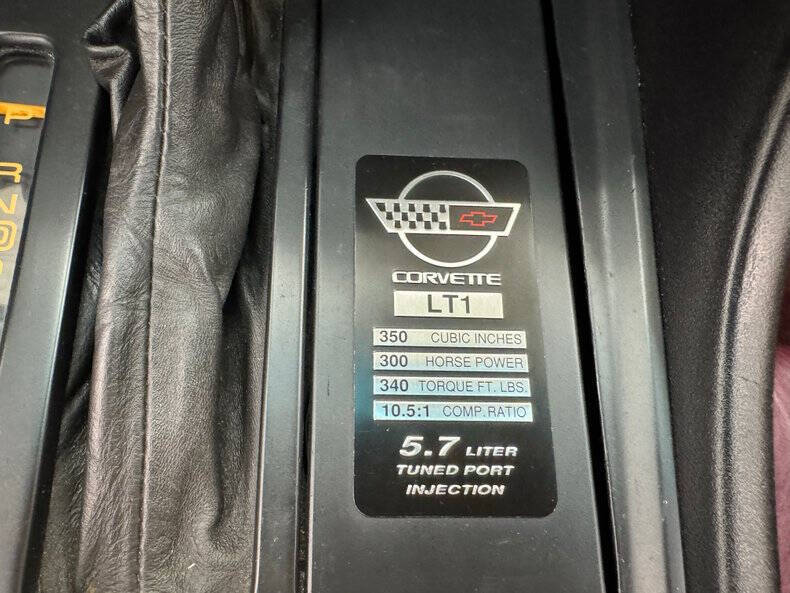 P
R
N
CORVETTE
LT1
350 CUBIC INCHES
300 HORSE POWER
340 TORQUE FT. LBS.
10.5:1 COMP. RATIO
5.7 LITER
TUNED PORT
INJECTION